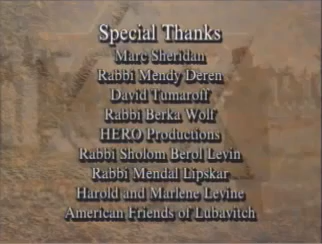 Special Thanks
Marc Sheridan
Rabbi Mendy Deren
David Tumaroff
Rabbi Berka Wolf
HERO Productions
Rabbi Sholom Berol Levin
Rabbi Mendal Lipskar
Harold and Marlene Levine
American Friends of Lubavitch